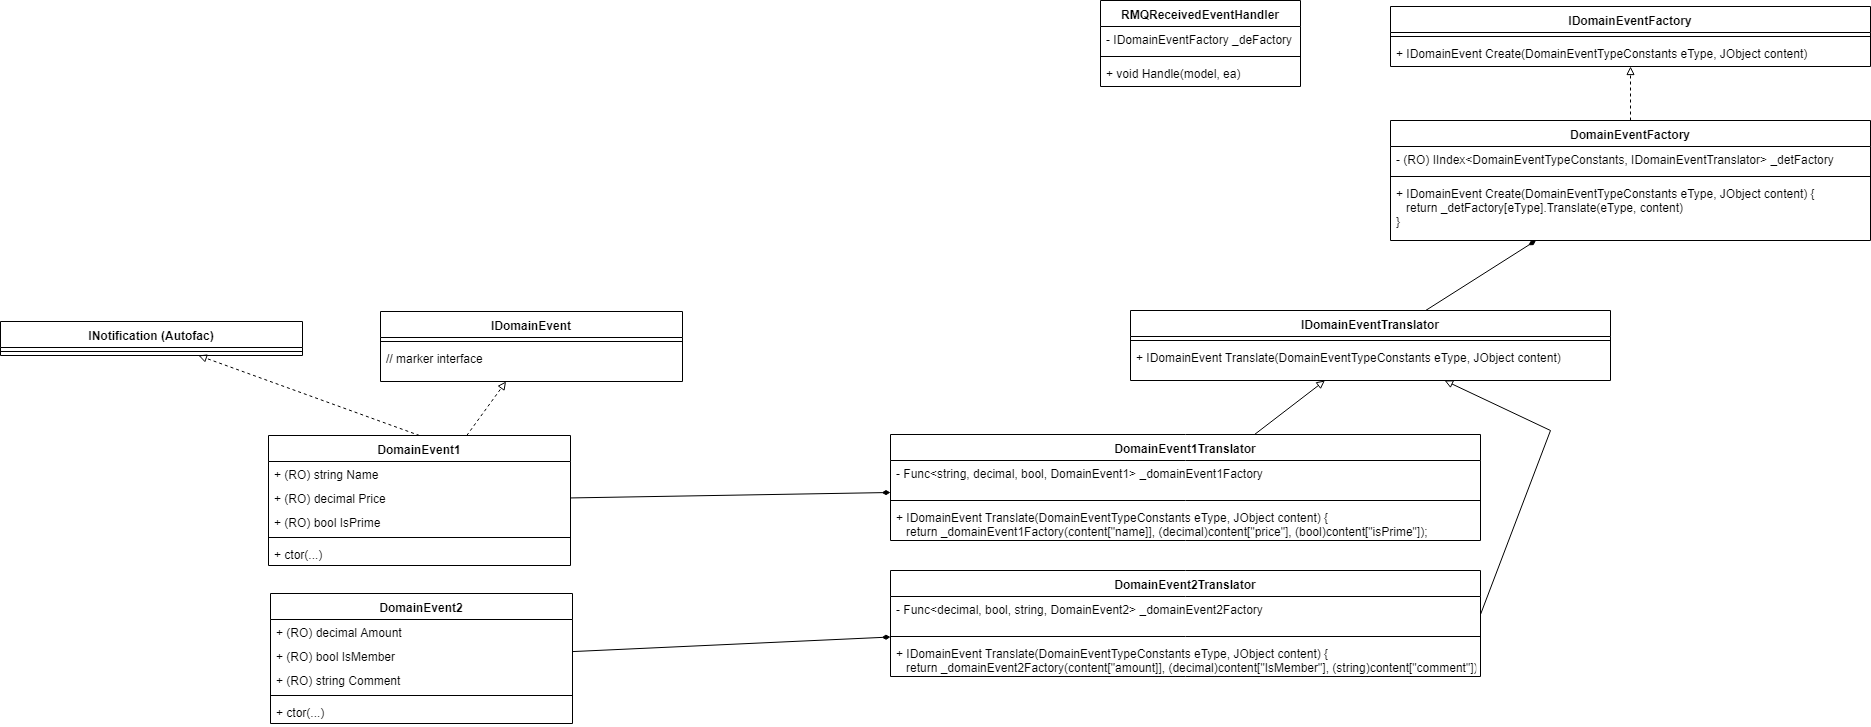 RMQReceivedEventHandler
- IDomainEventFactory _deFactory
+ void Handle(model, ea)
IDomainEventFactory
+ IDomainEvent Create(DomainEventTypeConstants eType, JObject content)
DomainEventFactory
- (RO) IIndex<DomainEventTypeConstants, IDomainEventTranslator> _detFactory
+ IDomainEvent Create(DomainEventTypeConstants eType, JObject content) {
return _detFactory[eType].Translate(eType, content)
}
INotification (Autofac)
IDomainEvent
// marker interface
IDomainEventTranslator
+ IDomainEvent Translate(DomainEventTypeConstants eType, JObject content)
DomainEvent1
+ (RO) string Name
+ (RO) decimal Price
+ (RO) bool IsPrime
+ ctor(...)
DomainEvent1Translator
- Func<string, decimal, bool, DomainEvent1> _domainEvent1Factory
+ IDomainEvent Translate(DomainEventTypeConstants eType, JObject content) {
return _domainEvent1Factory(content["name]], (decimal)content["price"], (bool)content["isPrime"]);
DomainEvent2
+ (RO) decimal Amount
+ (RO) bool IsMember
+ (RO) string Comment
+ ctor(...)
DomainEvent2Translator
- Func<decimal, bool, string, DomainEvent2> _domainEvent2Factory
+ IDomainEvent Translate(DomainEventTypeConstants eType, JObject content) {
return _domainEvent2Factory(content["amount]], (decimal)content["IsMember"], (string)content["comment"])